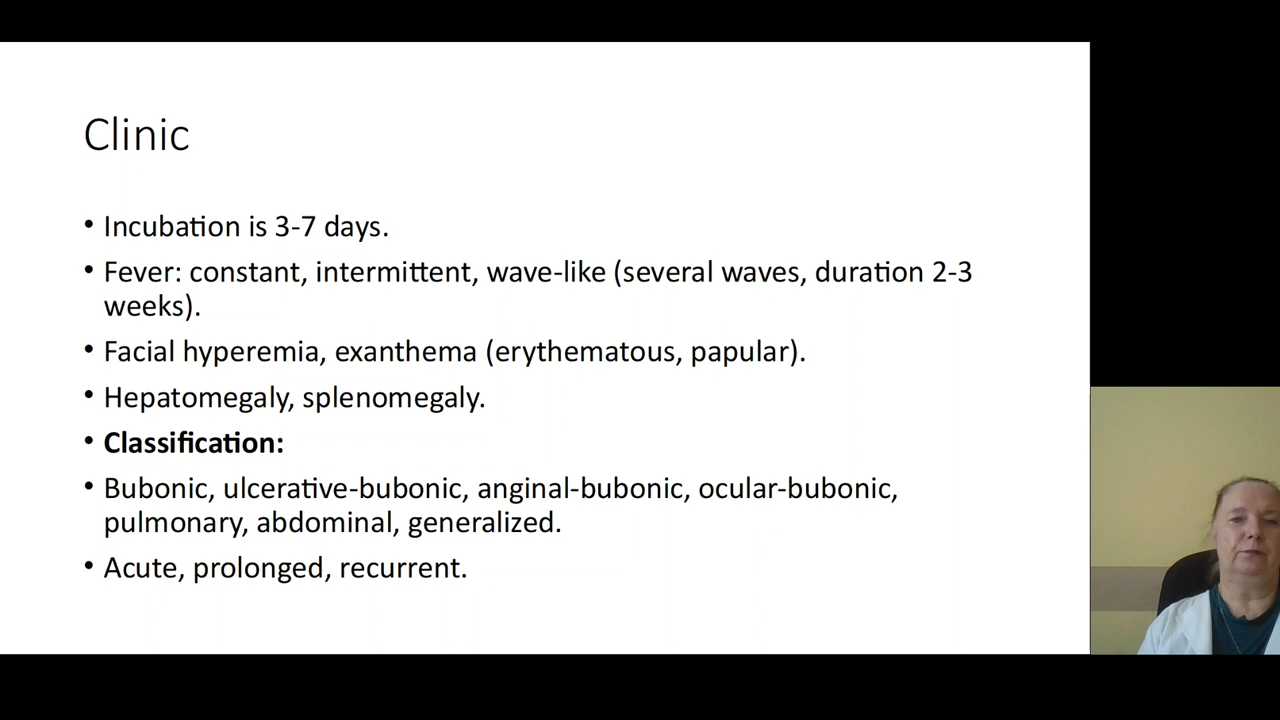 Clinic
• Incubation is 3-7 days.
• Fever: constant, intermittent, wave-like (several waves, duration 2-3
weeks).
• Facial hyperemia, exanthema (erythematous, papular).
• Hepatomegaly, splenomegaly.
• Classification:
• Bubonic, ulcerative-bubonic, anginal-bubonic, ocular-bubonic,
pulmonary, abdominal, generalized.
• Acute, prolonged, recurrent.